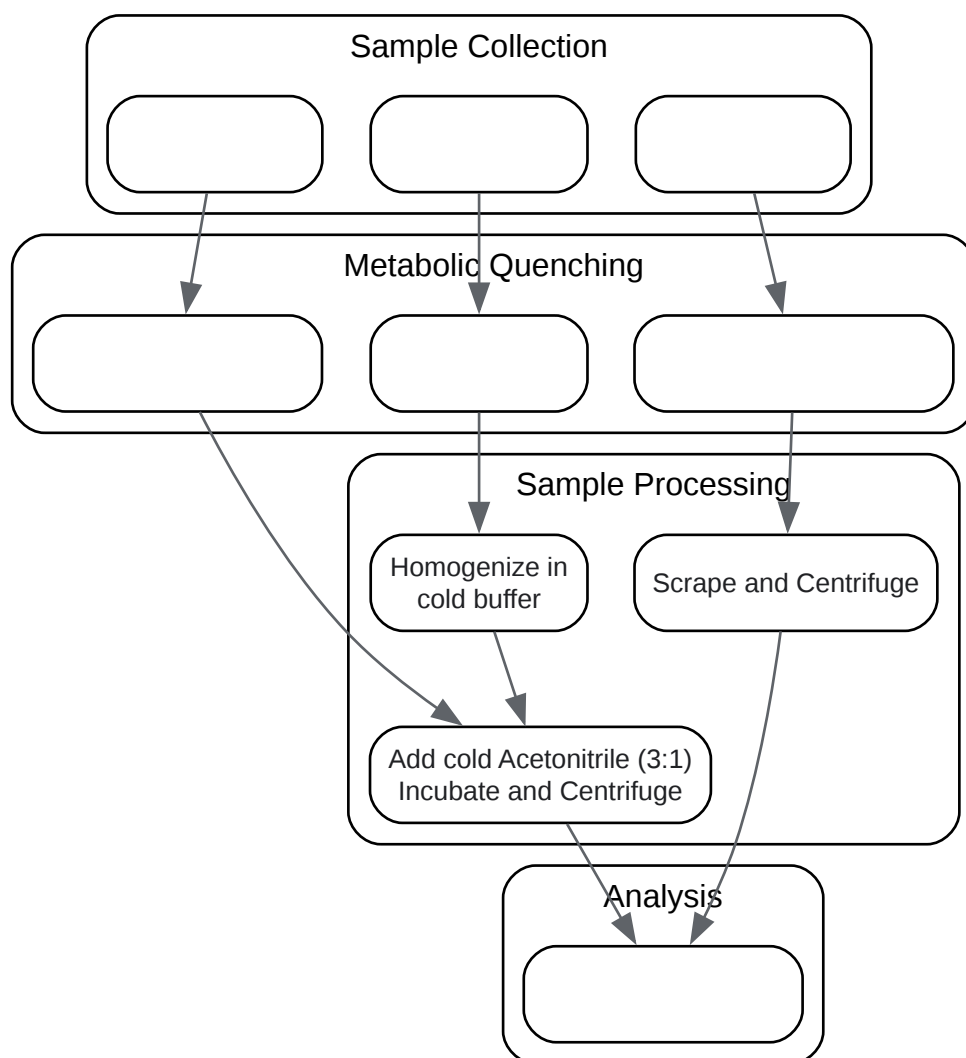 Sample Collection
Metabolic Quenching
Sample Processing
Homogenize in
cold buffer
Scrape and Centrifuge
Add cold Acetonitrile (3:1)
Incubate and Centrifuge
Analysis